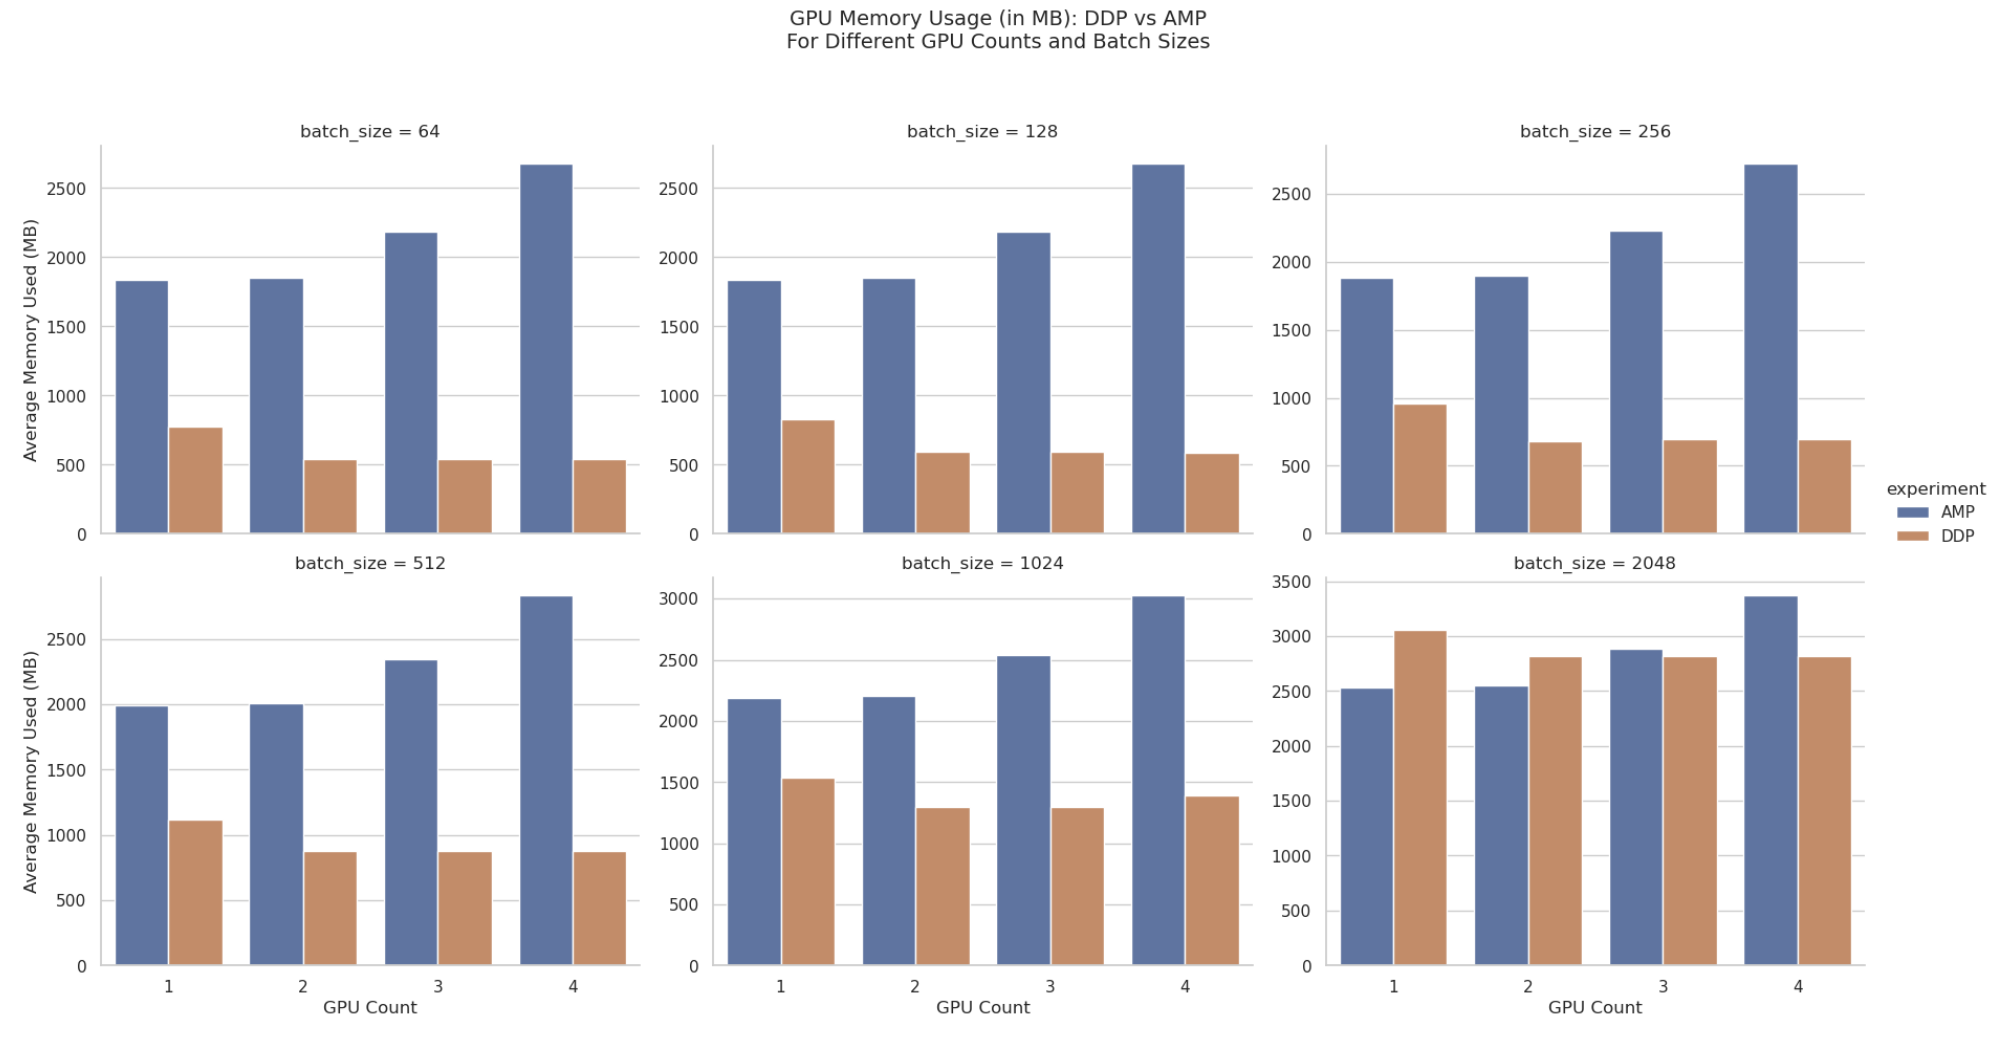 GPU Memory Usage (in MB): DDP vs AMP
For Different GPU Counts and Batch Sizes
batch_size = 64
Average Memory Used (MB)
2500
2000
1500
1000
500
0
batch_size = 128
2500
2000
1500
1000
500
0
batch_size = 256
2500
2000
1500
1000
500
0
experiment
AMP
DDP
batch_size = 512
Average Memory Used (MB)
2500
2000
1500
1000
500
0
1 2 3 4
GPU Count
batch_size = 1024
3000
2500
2000
1500
1000
500
0
1 2 3 4
GPU Count
batch_size = 2048
3500
3000
2500
2000
1500
1000
500
0
1 2 3 4
GPU Count